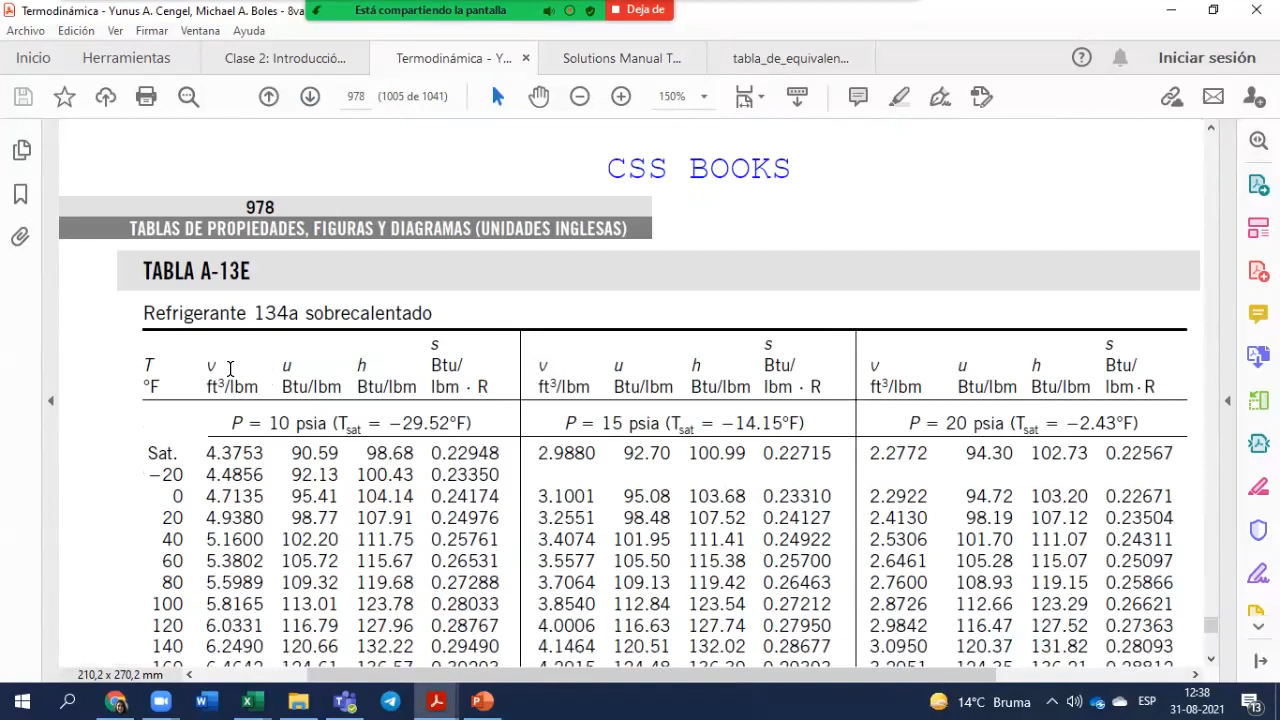 Termodinámica - Yunus A. Cengel, Michael A. Boles - 8va
Está compartiendo la pantalla
Deja de
Archivo Edición Ver Firmar Ventana Ayuda
Inicio Herramientas Clase 2: Introducció... Termodinámica - Y... × Solutions Manual T... tabla_de_equivalen... Iniciar sesión
978 (1005 de 1041) 150%
CSS BOOKS
978
TABLAS DE PROPIEDADES, FIGURAS Y DIAGRAMAS (UNIDADES INGLESAS)
TABLA A-13E
Refrigerante 134a sobrecalentado
s s s
T v u h Btu/ v u h Btu/ v u h Btu/
°F ft³/lbm Btu/lbm Btu/lbm lbm · R ft³/lbm Btu/lbm Btu/lbm lbm · R ft³/lbm Btu/lbm Btu/lbm lbm · R
P = 10 psia (Tsat = −29.52°F) P = 15 psia (Tsat = −14.15°F) P = 20 psia (Tsat = −2.43°F)
Sat. 4.3753 90.59 98.68 0.22948 2.9880 92.70 100.99 0.22715 2.2772 94.30 102.73 0.22567
−20 4.4856 92.13 100.43 0.23350
0 4.7135 95.41 104.14 0.24174 3.1001 95.08 103.68 0.23310 2.2922 94.72 103.20 0.22671
20 4.9380 98.77 107.91 0.24976 3.2551 98.48 107.52 0.24127 2.4130 98.19 107.12 0.23504
40 5.1600 102.20 111.75 0.25761 3.4074 101.95 111.41 0.24922 2.5306 101.70 111.07 0.24311
60 5.3802 105.72 115.67 0.26531 3.5577 105.50 115.38 0.25700 2.6461 105.28 115.07 0.25097
80 5.5989 109.32 119.68 0.27288 3.7064 109.13 119.42 0.26463 2.7600 108.93 119.15 0.25866
100 5.8165 113.01 123.78 0.28033 3.8540 112.84 123.54 0.27212 2.8726 112.66 123.29 0.26621
120 6.0331 116.79 127.96 0.28767 4.0006 116.63 127.74 0.27950 2.9842 116.47 127.52 0.27363
140 6.2490 120.66 132.22 0.29490 4.1464 120.51 132.02 0.28677 3.0950 120.37 131.82 0.28093
210,2 x 270,2 mm
14°C Bruma ESP 12:38
31-08-2021
13